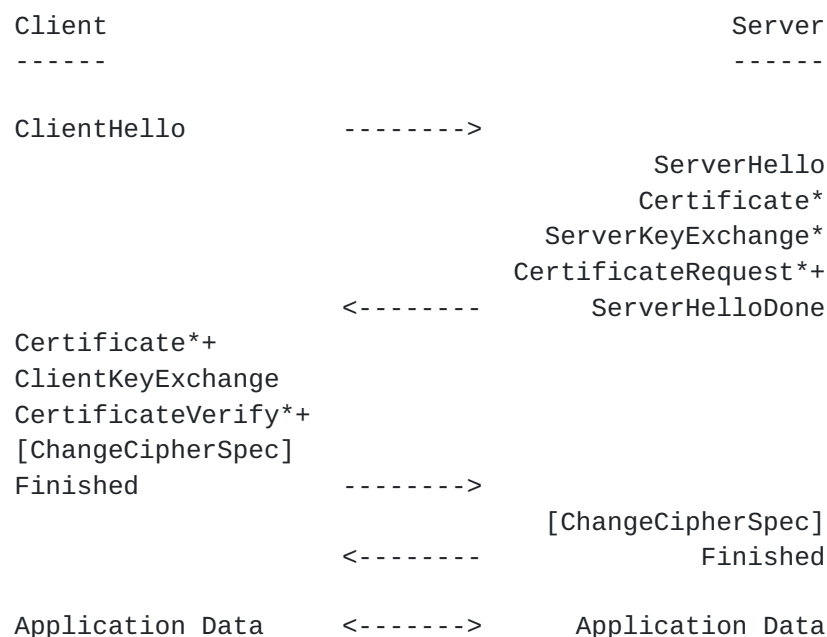 Client                                               Server
------                                               ------
ClientHello          -------->
                                                ServerHello
                                               Certificate*
                                         ServerKeyExchange*
                                       CertificateRequest*+
                     <--------              ServerHelloDone
Certificate*+
ClientKeyExchange
CertificateVerify*+
[ChangeCipherSpec]
Finished             -------->
                                         [ChangeCipherSpec]
                     <--------                     Finished
Application Data     <------->             Application Data